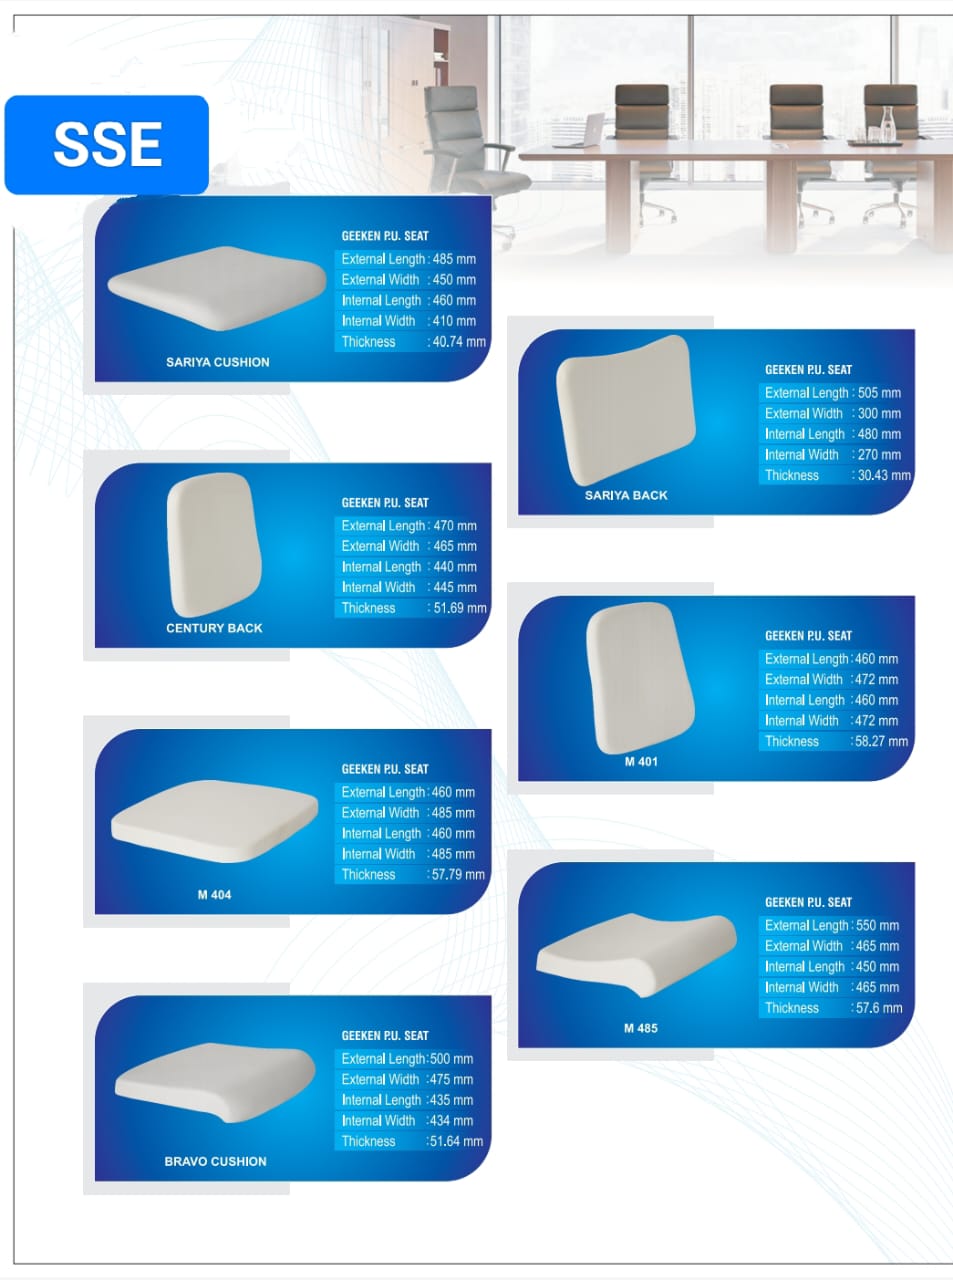 SSE
GEEKEN P.U. SEAT
External Length : 485 mm
External Width : 450 mm
Internal Length : 460 mm
Internal Width : 410 mm
Thickness : 40.74 mm
SARIYA CUSHION
GEEKEN P.U. SEAT
External Length : 505 mm
External Width : 300 mm
Internal Length : 480 mm
Internal Width : 270 mm
Thickness : 30.43 mm
SARIYA BACK
GEEKEN P.U. SEAT
External Length : 470 mm
External Width : 465 mm
Internal Length : 440 mm
Internal Width : 445 mm
Thickness : 51.69 mm
CENTURY BACK
GEEKEN P.U. SEAT
External Length :460 mm
External Width :472 mm
Internal Length :460 mm
Internal Width :472 mm
Thickness :58.27 mm
M 401
GEEKEN P.U. SEAT
External Length :460 mm
External Width :485 mm
Internal Length :460 mm
Internal Width :485 mm
Thickness :57.79 mm
M 404
GEEKEN P.U. SEAT
External Length :550 mm
External Width :465 mm
Internal Length :450 mm
Internal Width :465 mm
Thickness :57.6 mm
M 485
GEEKEN P.U. SEAT
External Length :500 mm
External Width :475 mm
Internal Length :435 mm
Internal Width :434 mm
Thickness :51.64 mm
BRAVO CUSHION